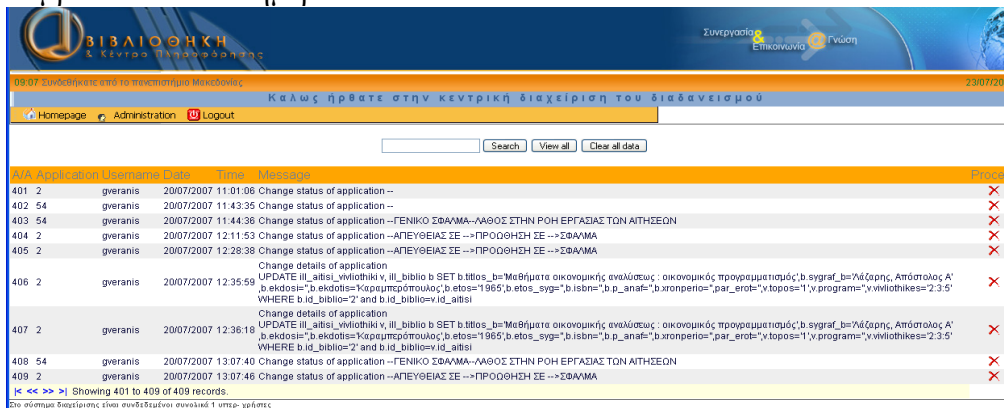 ΒΙΒΛΙΟΘΗΚΗ
& Κέντρο Πληροφόρησης
Συνεργασία & Επικοινωνία @ Γνώση
09:07 Συνδεθήκατε από το πανεπιστήμιο Μακεδονίας 23/07/20
Καλως ήρθατε στην κεντρική διαχείριση του διαδανεισμού
Homepage Administration Logout
Search View all Clear all data
A/A Application Username Date Time Message Proce
401 2 gveranis 20/07/2007 11:01:06 Change status of application --
402 54 gveranis 20/07/2007 11:43:35 Change status of application --
403 54 gveranis 20/07/2007 11:44:36 Change status of application --ΓΕΝΙΚΟ ΣΦΑΛΜΑ--ΛΑΘΟΣ ΣΤΗΝ ΡΟΗ ΕΡΓΑΣΙΑΣ ΤΩΝ ΑΙΤΗΣΕΩΝ
404 2 gveranis 20/07/2007 12:11:53 Change status of application --ΑΠΕΥΘΕΙΑΣ ΣΕ -->ΠΡΟΩΘΗΣΗ ΣΕ -->ΣΦΑΛΜΑ
405 2 gveranis 20/07/2007 12:28:38 Change status of application --ΑΠΕΥΘΕΙΑΣ ΣΕ -->ΠΡΟΩΘΗΣΗ ΣΕ -->ΣΦΑΛΜΑ
Change details of application
UPDATE ill_aitisi_vivliothiki v, ill_biblio b SET b.titlos_b='Μαθήματα οικονομικής αναλύσεως : οικονομικός προγραμματισμός',b.sygraf_b='Λάζαρης, Απόστολος Α'
406 2 gveranis 20/07/2007 12:35:59 ,b.ekdosi='',b.ekdotis='Καραμπερόπουλος',b.etos='1965',b.etos_syg='',b.isbn='',b.p_anaf='',b.xronperio='',par_erot='',v.topos='1',v.program='',v.vivliothikes='2:3:5'
WHERE b.id_biblio='2' and b.id_biblio=v.id_aitisi
Change details of application
UPDATE ill_aitisi_vivliothiki v, ill_biblio b SET b.titlos_b='Μαθήματα οικονομικής αναλύσεως : οικονομικός προγραμματισμός',b.sygraf_b='Λάζαρης, Απόστολος Α'
407 2 gveranis 20/07/2007 12:36:18 ,b.ekdosi='',b.ekdotis='Καραμπερόπουλος',b.etos='1965',b.etos_syg='',b.isbn='',b.p_anaf='',b.xronperio='',par_erot='',v.topos='1',v.program='',v.vivliothikes='2:3:5'
WHERE b.id_biblio='2' and b.id_biblio=v.id_aitisi
408 54 gveranis 20/07/2007 13:07:40 Change status of application --ΓΕΝΙΚΟ ΣΦΑΛΜΑ--ΛΑΘΟΣ ΣΤΗΝ ΡΟΗ ΕΡΓΑΣΙΑΣ ΤΩΝ ΑΙΤΗΣΕΩΝ
409 2 gveranis 20/07/2007 13:07:46 Change status of application --ΑΠΕΥΘΕΙΑΣ ΣΕ -->ΠΡΟΩΘΗΣΗ ΣΕ -->ΣΦΑΛΜΑ
|< << >> >| Showing 401 to 409 of 409 records.
Στο σύστημα διαχείρισης είναι συνδεδεμένοι συνολικά 1 υπερ- χρήστες